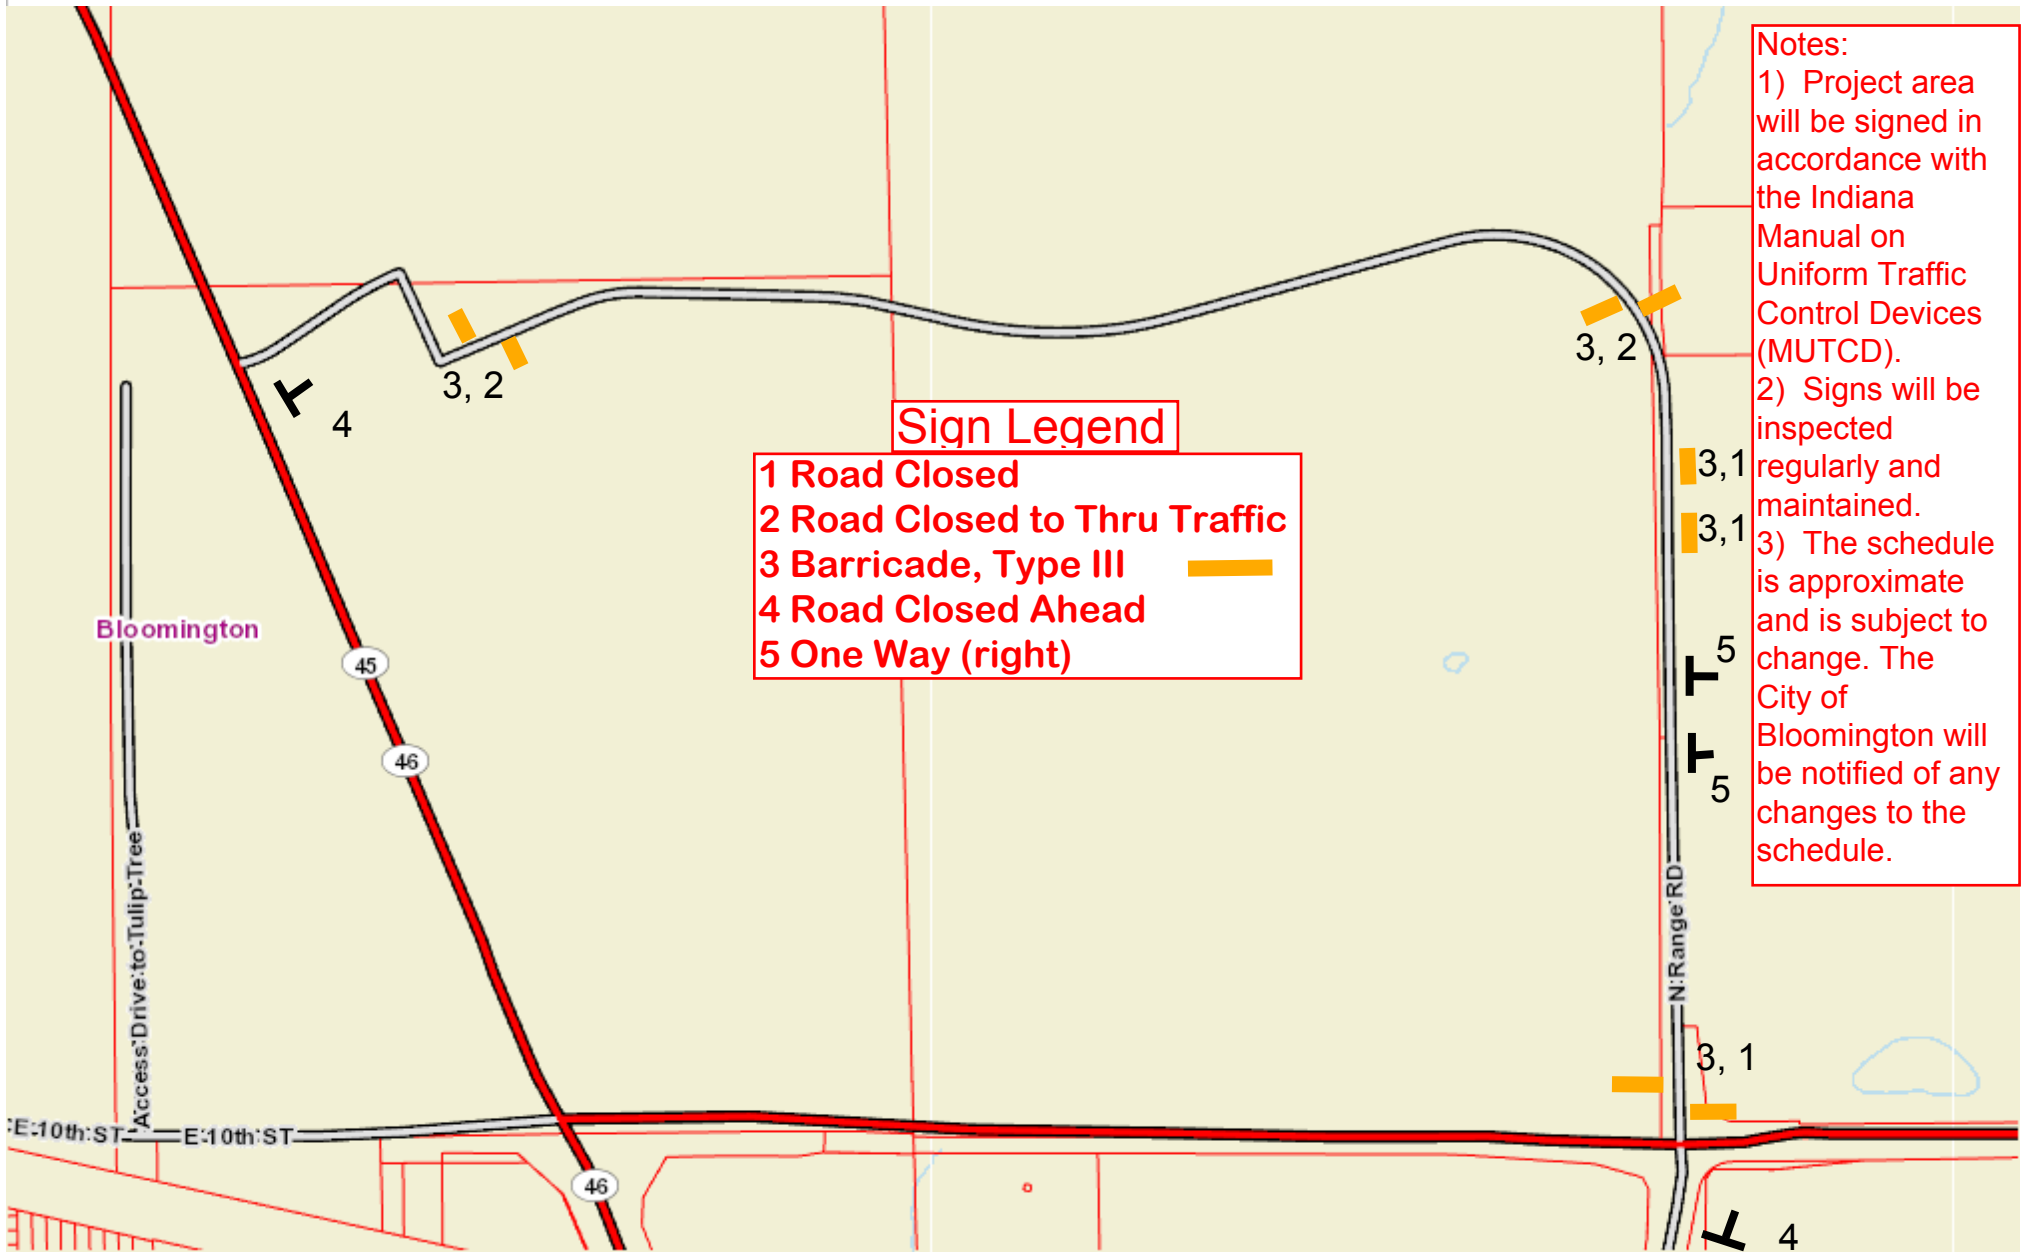 Notes:
1)  Project area
will be signed in
accordance with
the Indiana
Manual on
Uniform Traffic
Control Devices
(MUTCD).
2)  Signs will be
inspected
regularly and
maintained.
3)  The schedule
is approximate
and is subject to
change. The
City of
Bloomington will
be notified of any
changes to the
schedule.
3, 2
3, 2
4
Sign Legend
1 Road Closed
2 Road Closed to Thru Traffic
3 Barricade, Type III
4 Road Closed Ahead
5 One Way (right)
3,1
3,1
Bloomington
45
46
5
5
N Range RD
Access Drive to Tulip Tree
3, 1
E 10th ST
E 10th ST
46
4